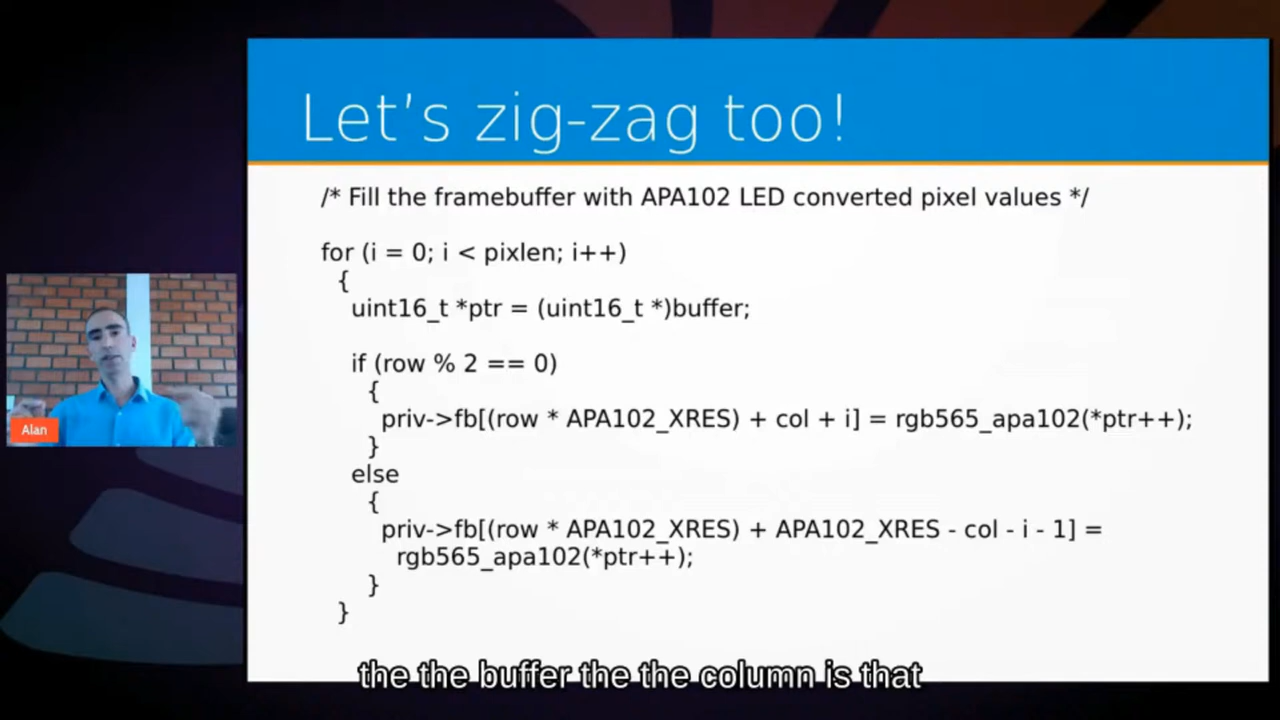 Let's zig-zag too!
/* Fill the framebuffer with APA102 LED converted pixel values */
for (i = 0; i < pixlen; i++)
{
uint16_t *ptr = (uint16_t *)buffer;
if (row % 2 == 0)
{
priv->fb[(row * APA102_XRES) + col + i] = rgb565_apa102(*ptr++);
}
else
{
priv->fb[(row * APA102_XRES) + APA102_XRES - col - i - 1] =
rgb565_apa102(*ptr++);
}
}
Alan
the the buffer the the column is that